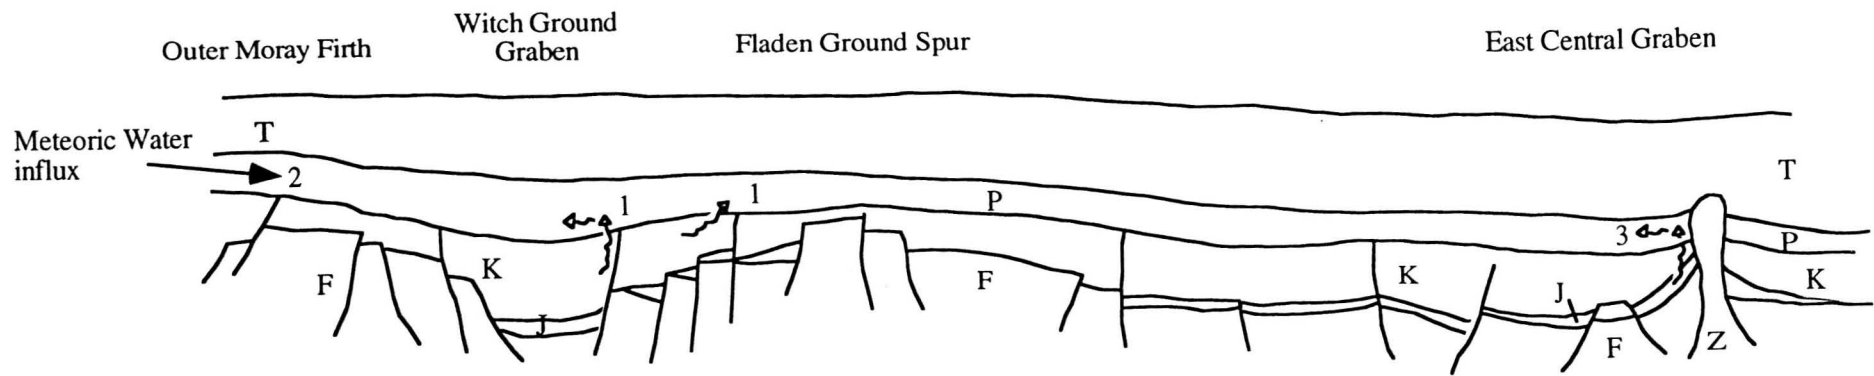 Outer Moray Firth
Witch Ground
Graben
Fladen Ground Spur
East Central Graben
Meteoric Water
influx
T
2
1
1
P
T
3
P
F
K
J
F
K
J
F
Z
K